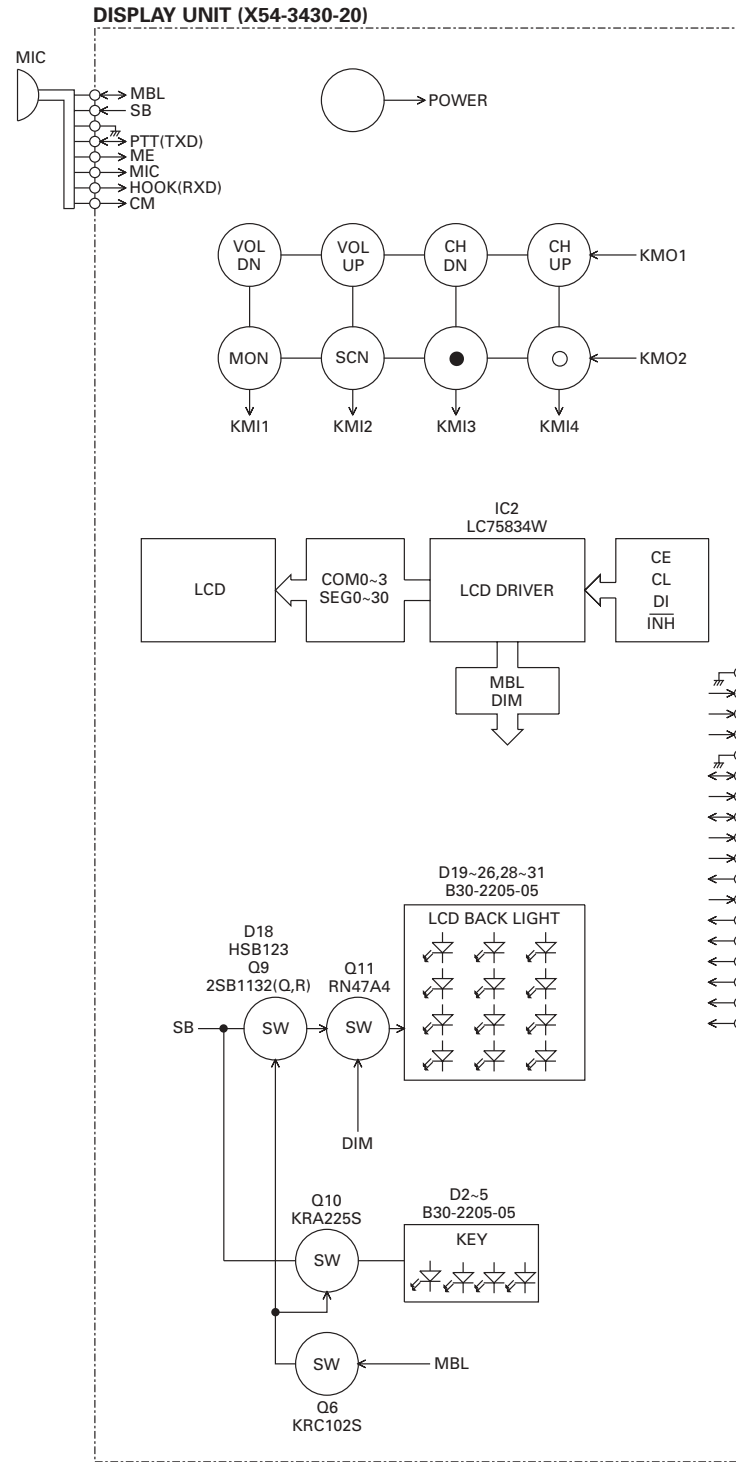 DISPLAY UNIT (X54-3430-20)
MIC
MBL
SB
PTT(TXD)
ME
MIC
HOOK(RXD)
CM
POWER
VOL
DN
VOL
UP
CH
DN
CH
UP
KMO1
MON
SCN
KMO2
KMI1
KMI2
KMI3
KMI4
IC2
LC75834W
LCD
COM0~3
SEG0~30
LCD DRIVER
CE
CL
DI
INH
MBL
DIM
D19~26,28~31
B30-2205-05
LCD BACK LIGHT
D18
HSB123
Q9
2SB1132(Q,R)
Q11
RN47A4
SB
SW
SW
DIM
Q10
KRA225S
D2~5
B30-2205-05
KEY
SW
SW
MBL
Q6
KRC102S